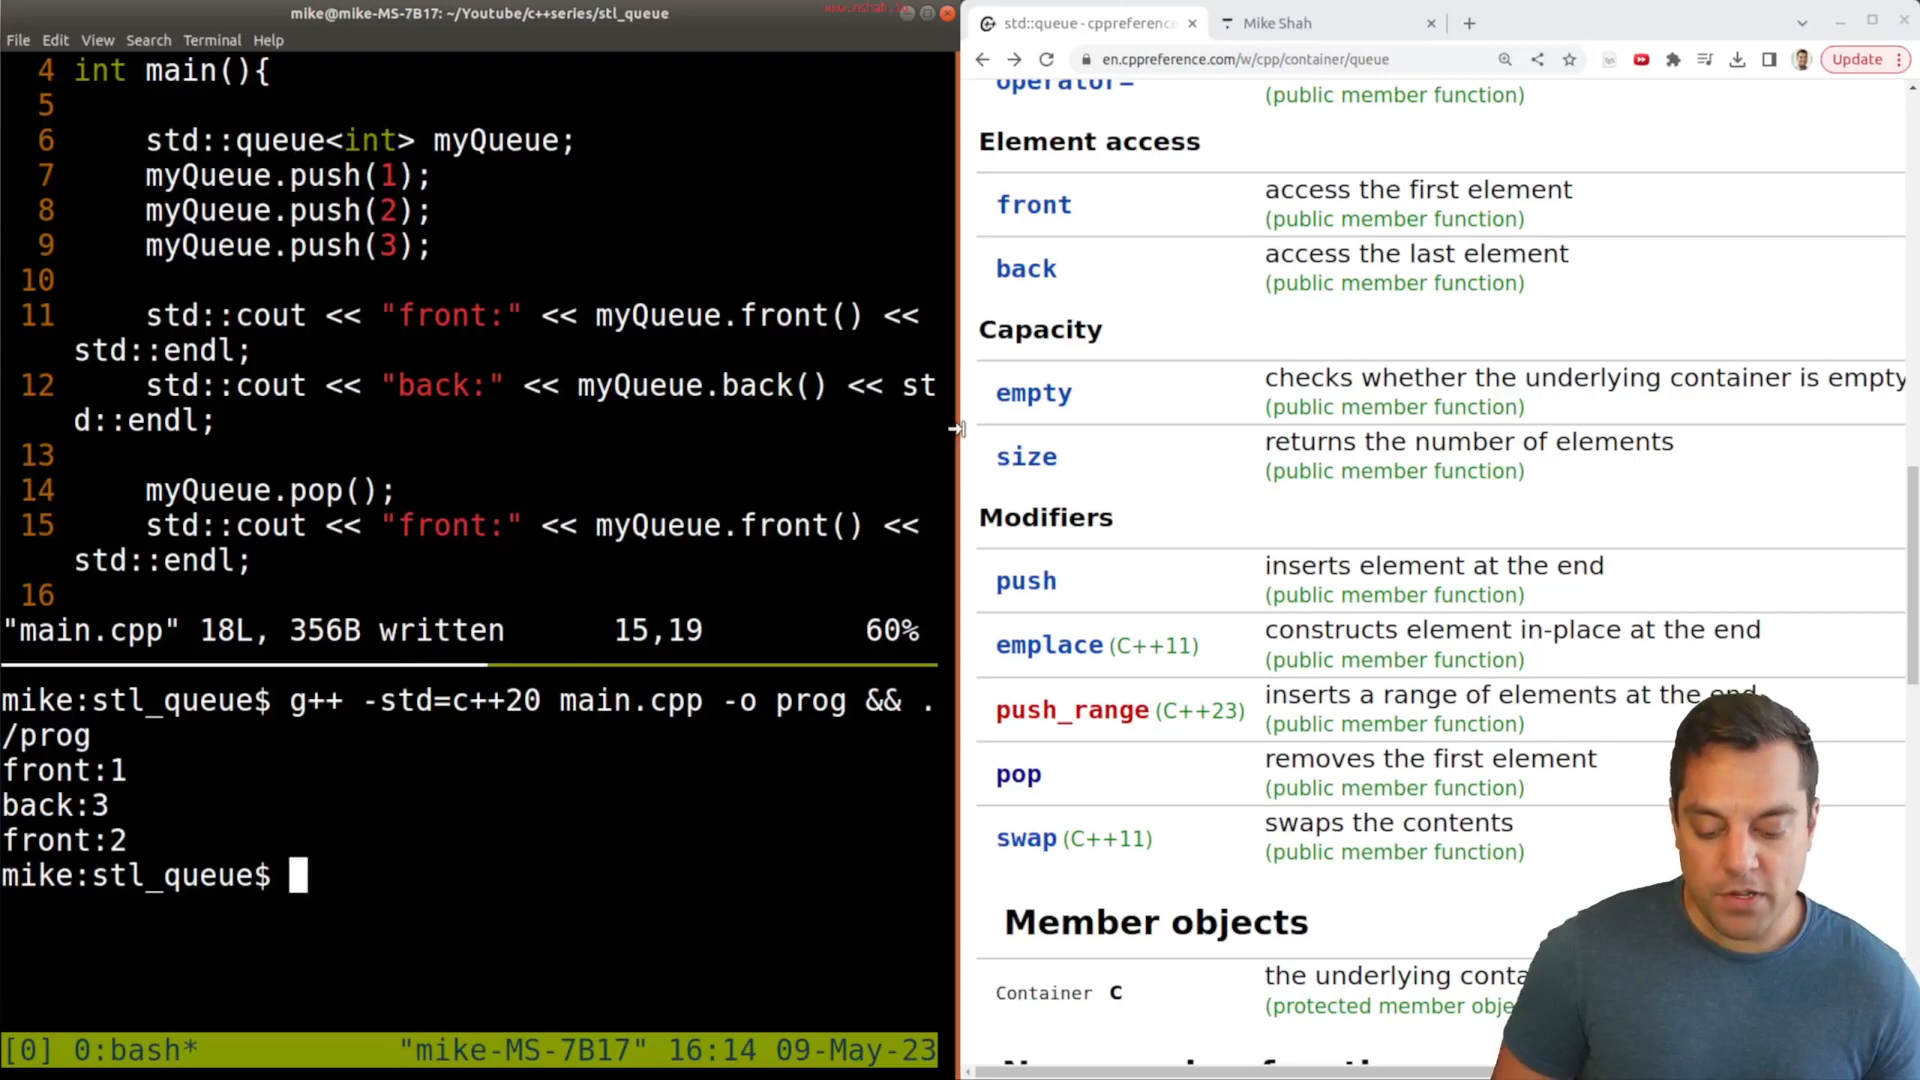 mike@mike-MS-7B17: ~/Youtube/c++series/stl_queue
www.mshah.io
File Edit View Search Terminal Help
4 int main(){
5
6 std::queue<int> myQueue;
7 myQueue.push(1);
8 myQueue.push(2);
9 myQueue.push(3);
10
11 std::cout << "front:" << myQueue.front() <<
std::endl;
12 std::cout << "back:" << myQueue.back() << st
d::endl;
13
14 myQueue.pop();
15 std::cout << "front:" << myQueue.front() <<
std::endl;
16
"main.cpp" 18L, 356B written 15,19 60%
mike:stl_queue$ g++ -std=c++20 main.cpp -o prog && .
/prog
front:1
back:3
front:2
mike:stl_queue$
[0] 0:bash* "mike-MS-7B17" 16:14 09-May-23
std::queue - cppreference
Mike Shah
en.cppreference.com/w/cpp/container/queue
Update
operator=
(public member function)
Element access
front access the first element
(public member function)
back access the last element
(public member function)
Capacity
empty checks whether the underlying container is empty
(public member function)
size returns the number of elements
(public member function)
Modifiers
push inserts element at the end
(public member function)
emplace (C++11) constructs element in-place at the end
(public member function)
push_range (C++23) inserts a range of elements at the end
(public member function)
pop removes the first element
(public member function)
swap (C++11) swaps the contents
(public member function)
Member objects
Container C the underlying conta
(protected member obje